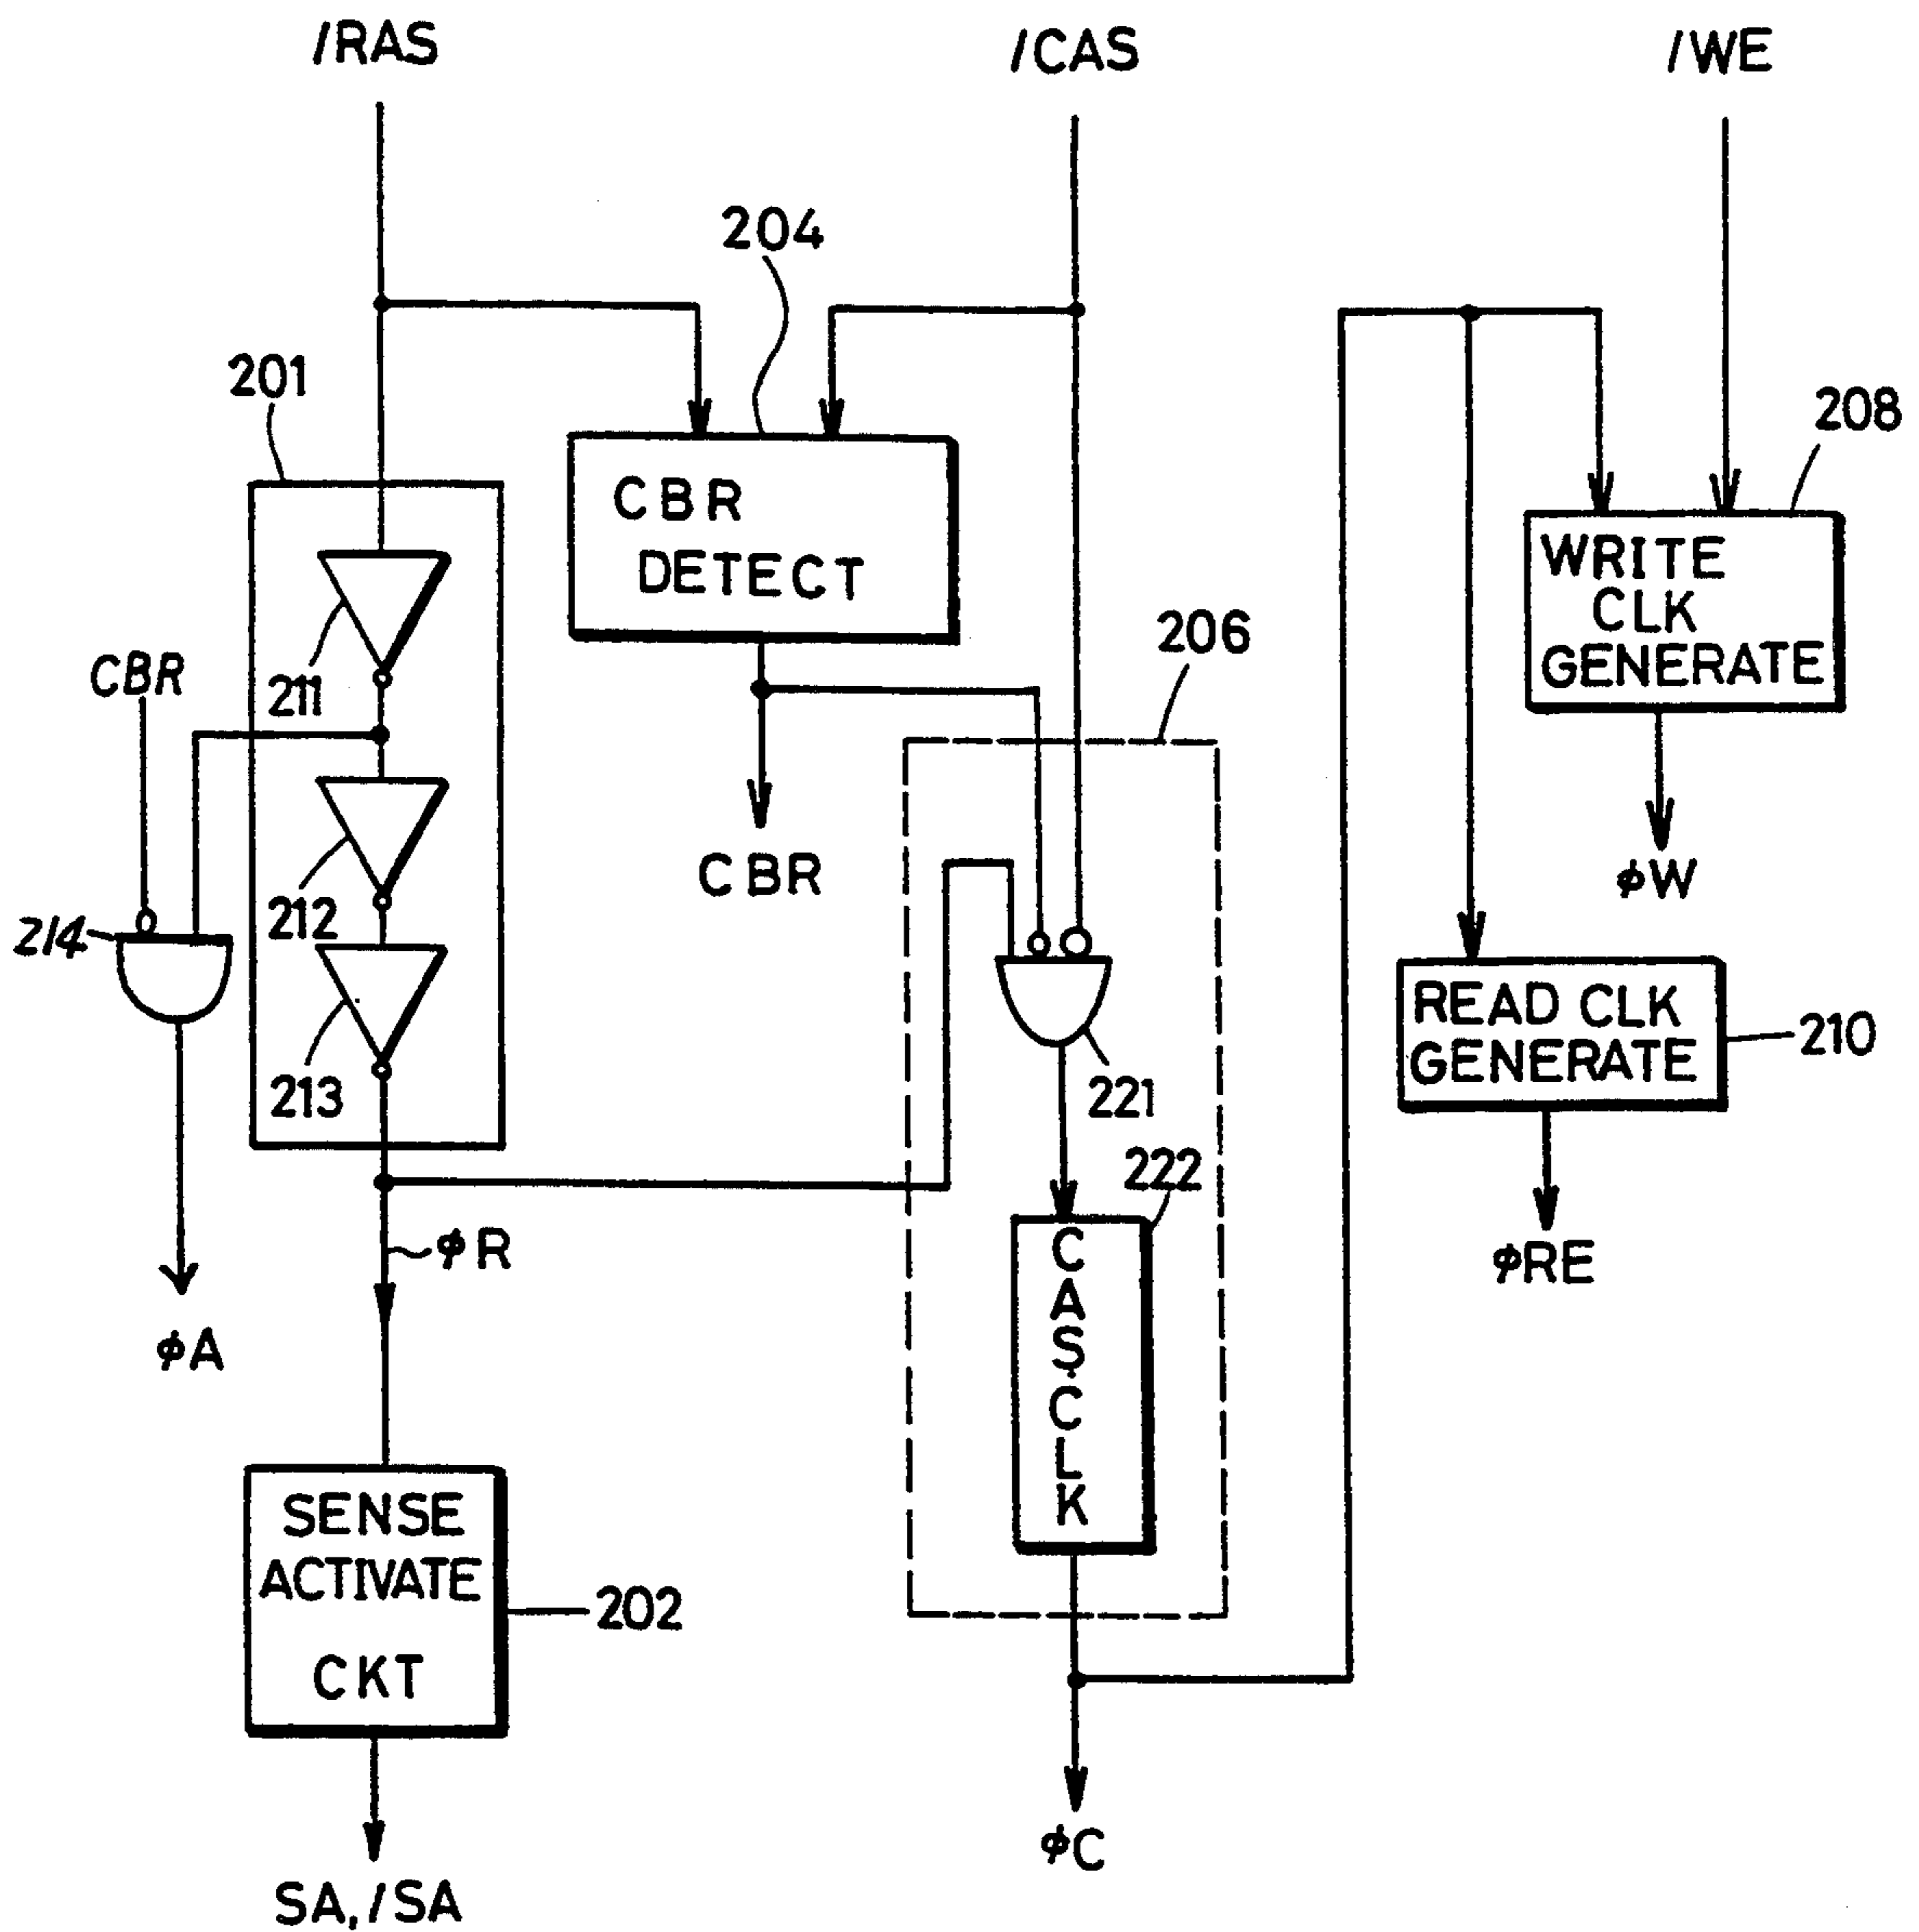 /RAS
/CAS
/WE
204
201
208
CBR
DETECT
WRITE
CLK
GENERATE
206
CBR
211
CBR
φW
212
214
READ CLK
GENERATE
210
213
221
222
φR
φRE
CAS.CLK
φA
SENSE
ACTIVATE
CKT
202
φC
SA, /SA